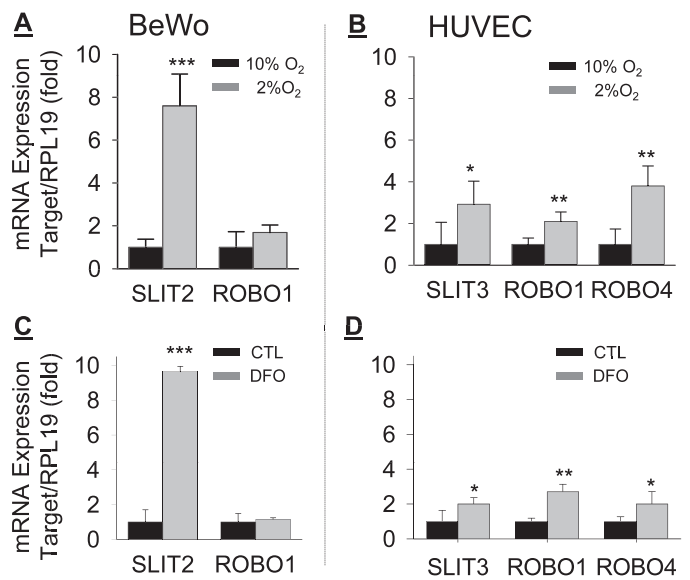 A BeWo
B HUVEC
mRNA Expression
Target/RPL19 (fold)
10
8
6
4
2
0
***
10% O₂
2%O₂
SLIT2 ROBO1
10
8
6
4
2
0
*
**
**
10% O₂
2%O₂
SLIT3 ROBO1 ROBO4
C
mRNA Expression
Target/RPL19 (fold)
10
8
6
4
2
0
***
CTL
DFO
SLIT2 ROBO1
D
10
8
6
4
2
0
*
**
*
CTL
DFO
SLIT3 ROBO1 ROBO4